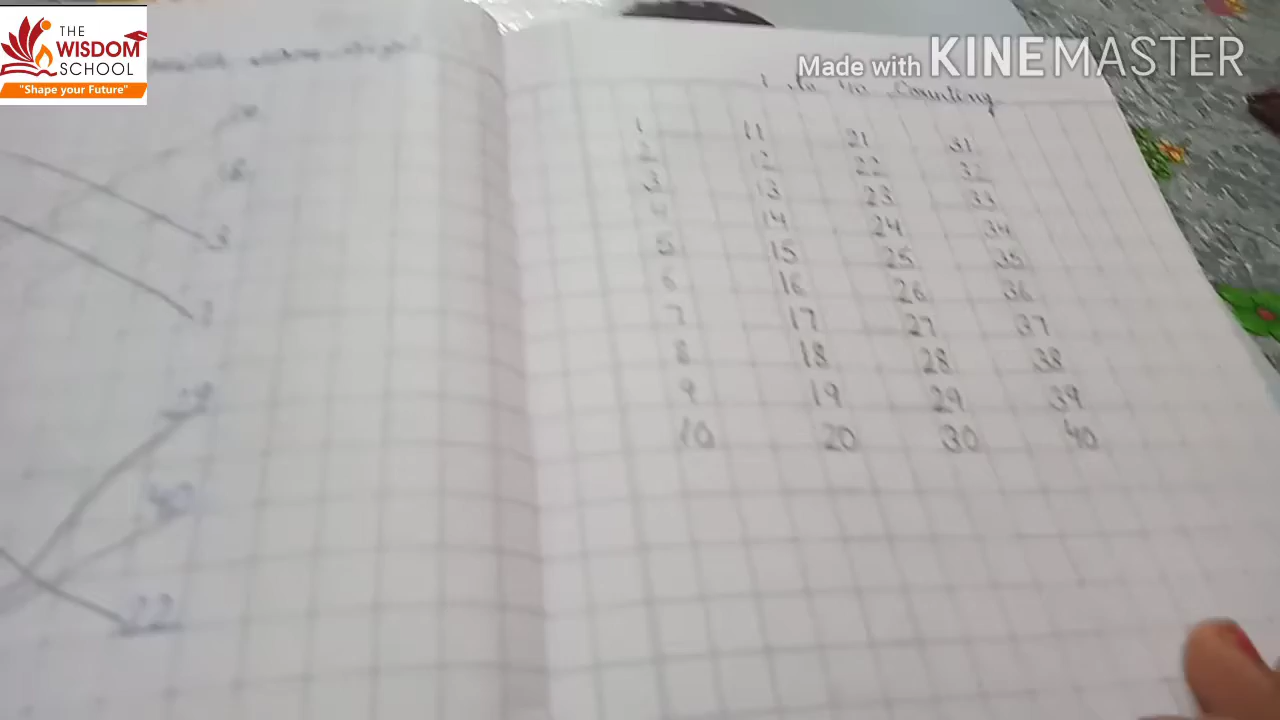 THE
WISDOM
SCHOOL
"Shape your Future"
Made with KINEMASTER
1 to 40 Counting
1 11 21 31
2 12 22 32
3 13 23 33
4 14 24 34
5 15 25 35
6 16 26 36
7 17 27 37
8 18 28 38
9 19 29 39
10 20 30 40
3
22